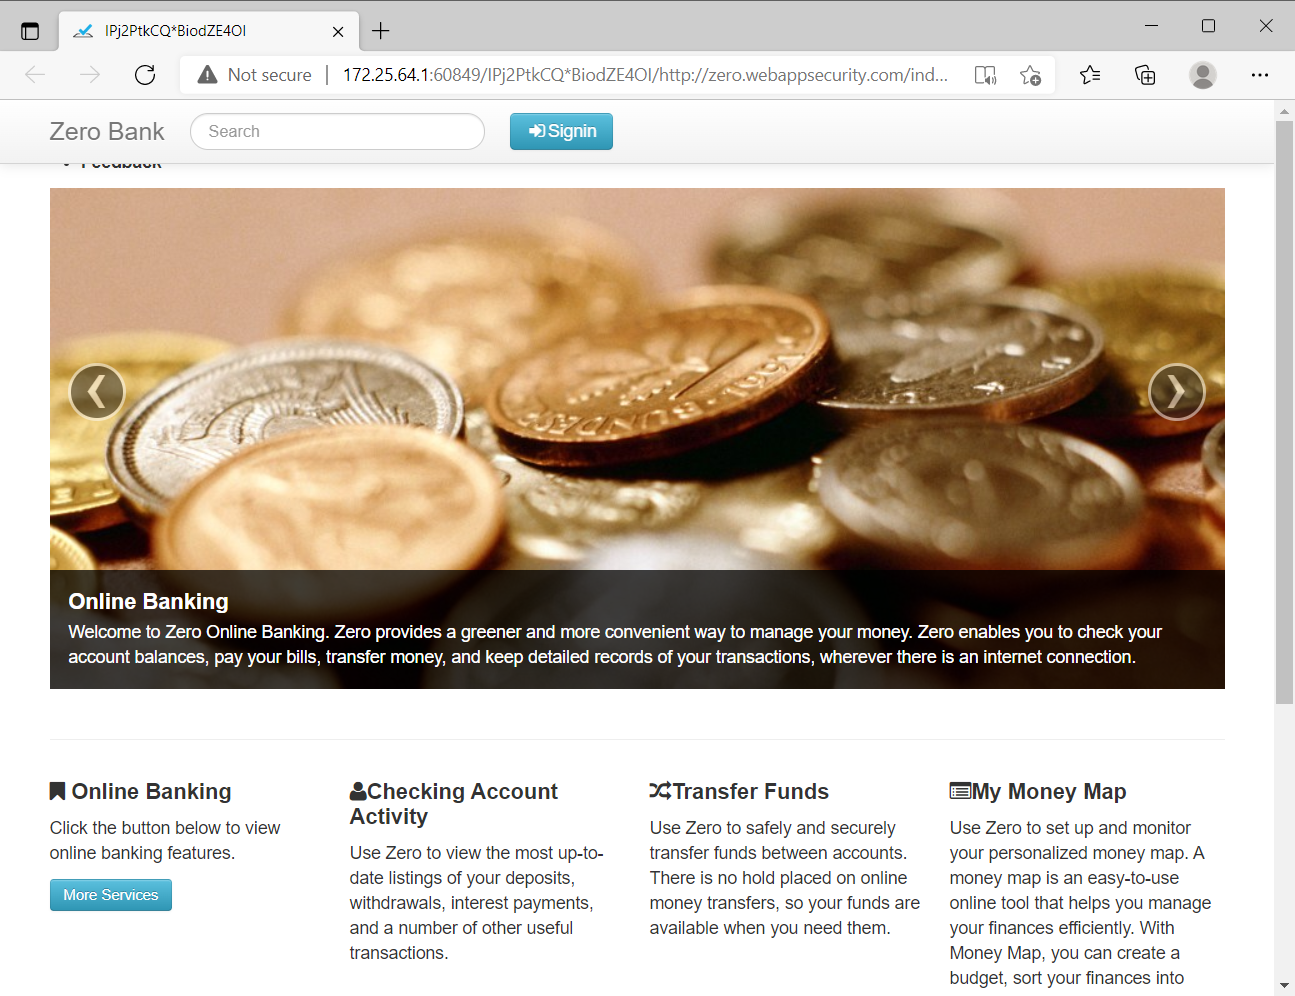 IPj2PtkCQ*BiodZE4OI
Not secure
172.25.64.1:60849/IPj2PtkCQ*BiodZE4OI/http://zero.webappsecurity.com/ind...
Zero Bank
Search
Signin
Feedback
1991
Online Banking
Welcome to Zero Online Banking. Zero provides a greener and more convenient way to manage your money. Zero enables you to check your
account balances, pay your bills, transfer money, and keep detailed records of your transactions, wherever there is an internet connection.
Online Banking
Click the button below to view
online banking features.
More Services
Checking Account
Activity
Use Zero to view the most up-to-
date listings of your deposits,
withdrawals, interest payments,
and a number of other useful
transactions.
Transfer Funds
Use Zero to safely and securely
transfer funds between accounts.
There is no hold placed on online
money transfers, so your funds are
available when you need them.
My Money Map
Use Zero to set up and monitor
your personalized money map. A
money map is an easy-to-use
online tool that helps you manage
your finances efficiently. With
Money Map, you can create a
budget, sort your finances into